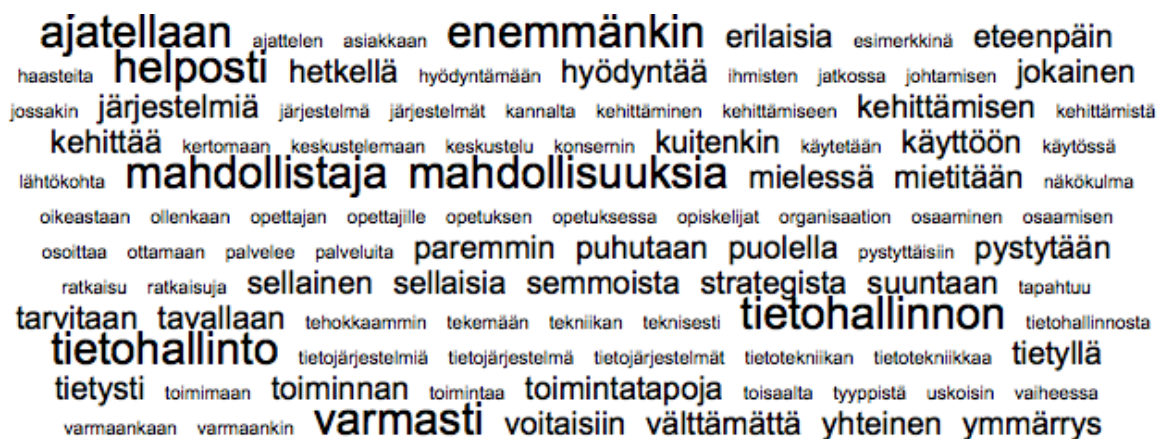 ajatellaan ajattelen asiakkaan enemmänkin erilaisia esimerkkinä eteenpäin
haasteita helposti hetkellä hyödyntämään hyödyntää ihmisten jatkossa johtamisen jokainen
jossakin järjestelmiä järjestelmä järjestelmät kannalta kehittäminen kehittämiseen kehittämisen kehittämistä
kehittää kertomaan keskustelemaan keskustelu konsernin kuitenkin käytetään käyttöön käytössä
lähtökohta mahdollistaja mahdollisuuksia mielessä mietitään näkökulma
oikeastaan ollenkaan opettajan opettajille opetuksen opetuksessa opiskelijat organisaation osaaminen osaamisen
osoittaa ottamaan palvelee palveluita paremmin puhutaan puolella pystyttäisiin pystytään
ratkaisu ratkaisuja sellainen sellaisia semmoista strategista suuntaan tapahtuu
tarvitaan tavallaan tehokkaammin tekemään tekniikan teknisesti tietohallinnon tietohallinnosta
tietohallinto tietojärjestelmiä tietojärjestelmä tietojärjestelmät tietotekniikan tietotekniikkaa tietyllä
tietysti toimimaan toiminnan toimintaa toimintatapoja toisaalta tyyppistä uskoisin vaiheessa
varmaankaan varmaankin varmasti voitaisiin välttämättä yhteinen ymmärrys